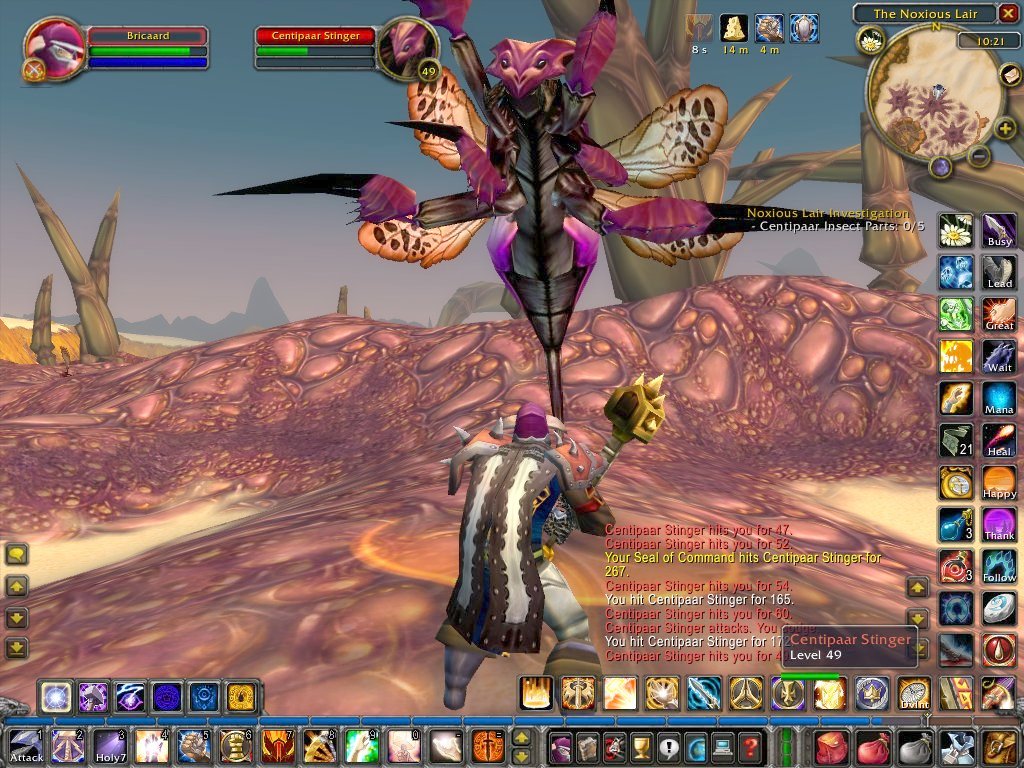 Bricaard
Centipaar Stinger
49
8 s
14 m
4 m
The Noxious Lair
N
10:21
Noxious Lair Investigation
- Centipaar Insect Parts: 0/5
Busy
Lead
Great
Wait
Mana
21
Heal
Happy
3
Thank
3
Follow
Centipaar Stinger hits you for 47.
Centipaar Stinger hits you for 52.
Your Seal of Command hits Centipaar Stinger for
267.
Centipaar Stinger hits you for 54.
You hit Centipaar Stinger for 165.
Centipaar Stinger hits you for 60.
Centipaar Stinger attacks. You
You hit Centipaar Stinger for 172
Centipaar Stinger hits you for 4
Centipaar Stinger
Level 49
DvInt
1 2 3 4 5 6 7 8 9 0 - =
Attack
Holy7